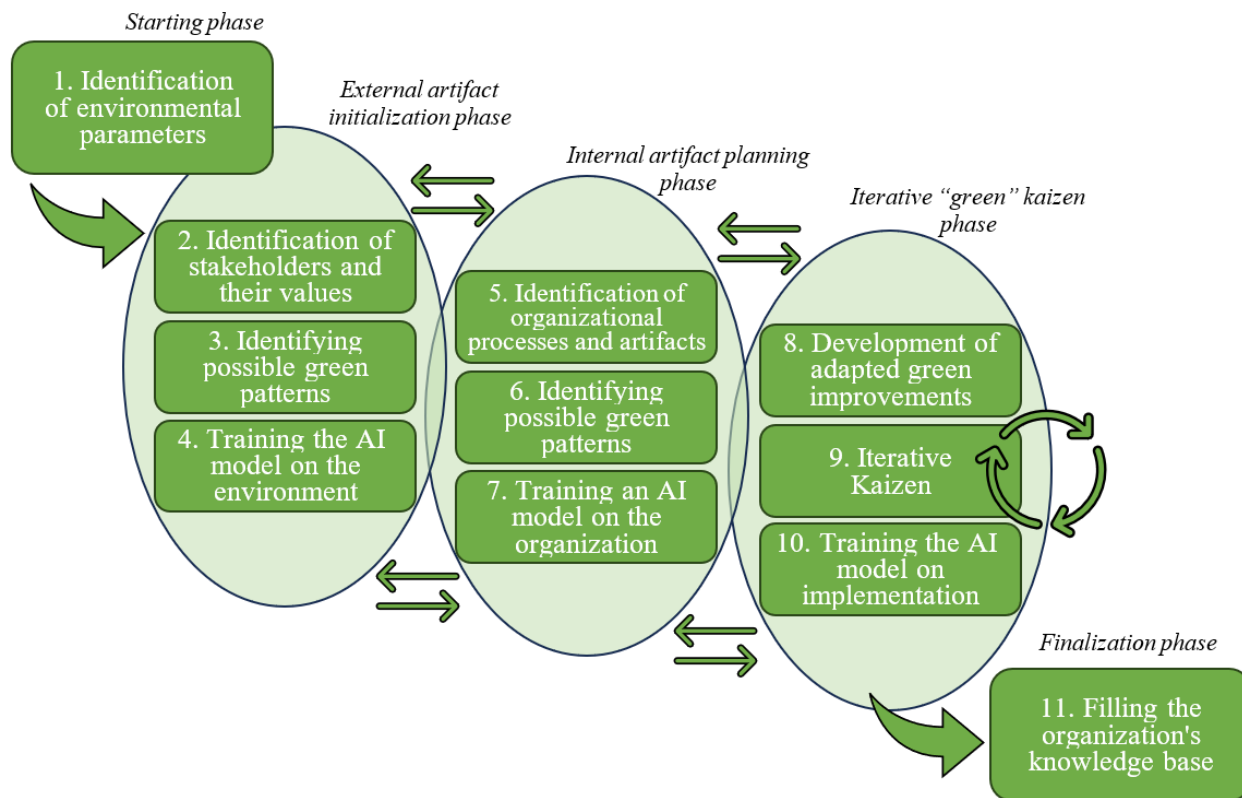 Starting phase
1. Identification
of environmental
parameters
External artifact
initialization phase
2. Identification of
stakeholders and
their values
3. Identifying
possible green
patterns
4. Training the AI
model on the
environment
Internal artifact planning
phase
5. Identification of
organizational
processes and artifacts
6. Identifying
possible green
patterns
7. Training an AI
model on the
organization
Iterative “green” kaizen
phase
8. Development of
adapted green
improvements
9. Iterative
Kaizen
10. Training the AI
model on
implementation
Finalization phase
11. Filling the
organization's
knowledge base